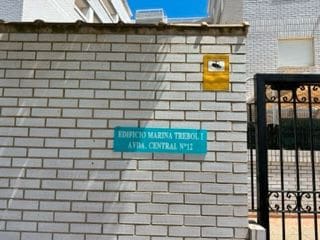 EDIFICIO MARINA TREBOL I
AVDA. CENTRAL Nº12